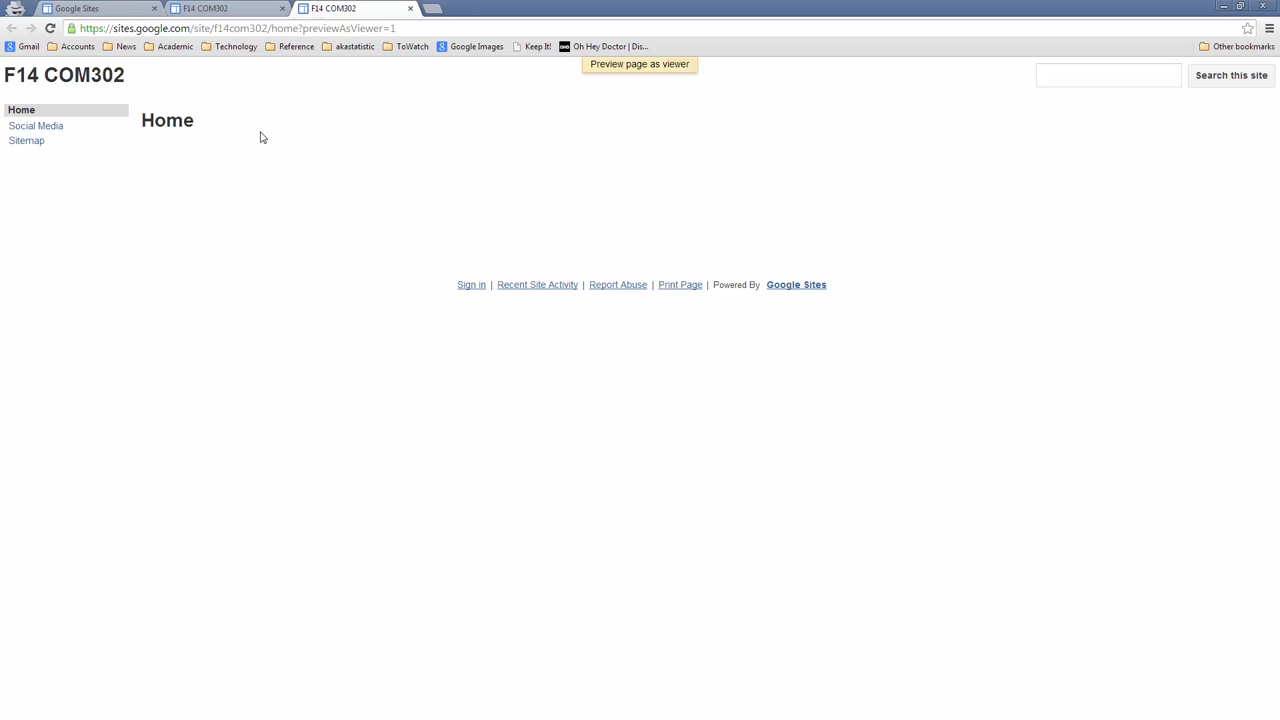 Google Sites F14 COM302 F14 COM302
https://sites.google.com/site/f14com302/home?previewAsViewer=1
Gmail Accounts News Academic Technology Reference akastatistic ToWatch Google Images Keep It! Oh Hey Doctor | Dis... Other bookmarks
Preview page as viewer
F14 COM302
Search this site
Home
Social Media
Sitemap
Home
Sign in | Recent Site Activity | Report Abuse | Print Page | Powered By Google Sites